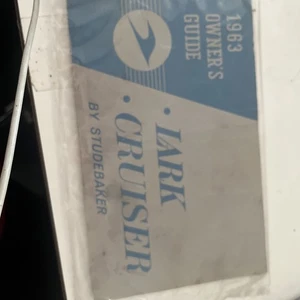 1963
OWNER'S
GUIDE
• LARK
• CRUISER
BY STUDEBAKER